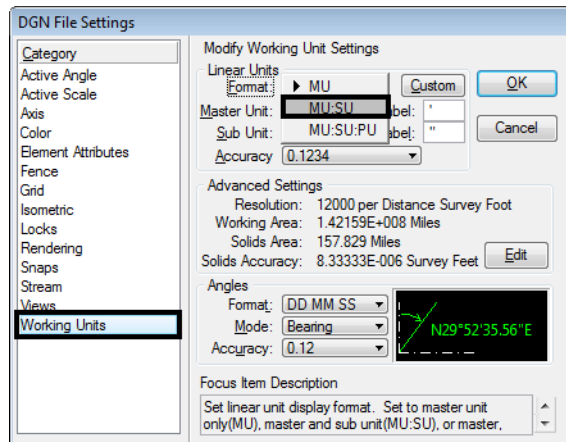 DGN File Settings
Category
Active Angle
Active Scale
Axis
Color
Element Attributes
Fence
Grid
Isometric
Locks
Rendering
Snaps
Stream
Views
Working Units
Modify Working Unit Settings
Linear Units
Format: MU Custom OK
Master Unit: MU:SU bel: '
Sub Unit: MU:SU:PU abel: " Cancel
Accuracy 0.1234
Advanced Settings
Resolution: 12000 per Distance Survey Foot
Working Area: 1.42159E+008 Miles
Solids Area: 157.829 Miles
Solids Accuracy: 8.33333E-006 Survey Feet Edit
Angles
Format: DD MM SS
Mode: Bearing N29°52'35.56"E
Accuracy: 0.12
Focus Item Description
Set linear unit display format. Set to master unit
only(MU), master and sub unit(MU:SU), or master,